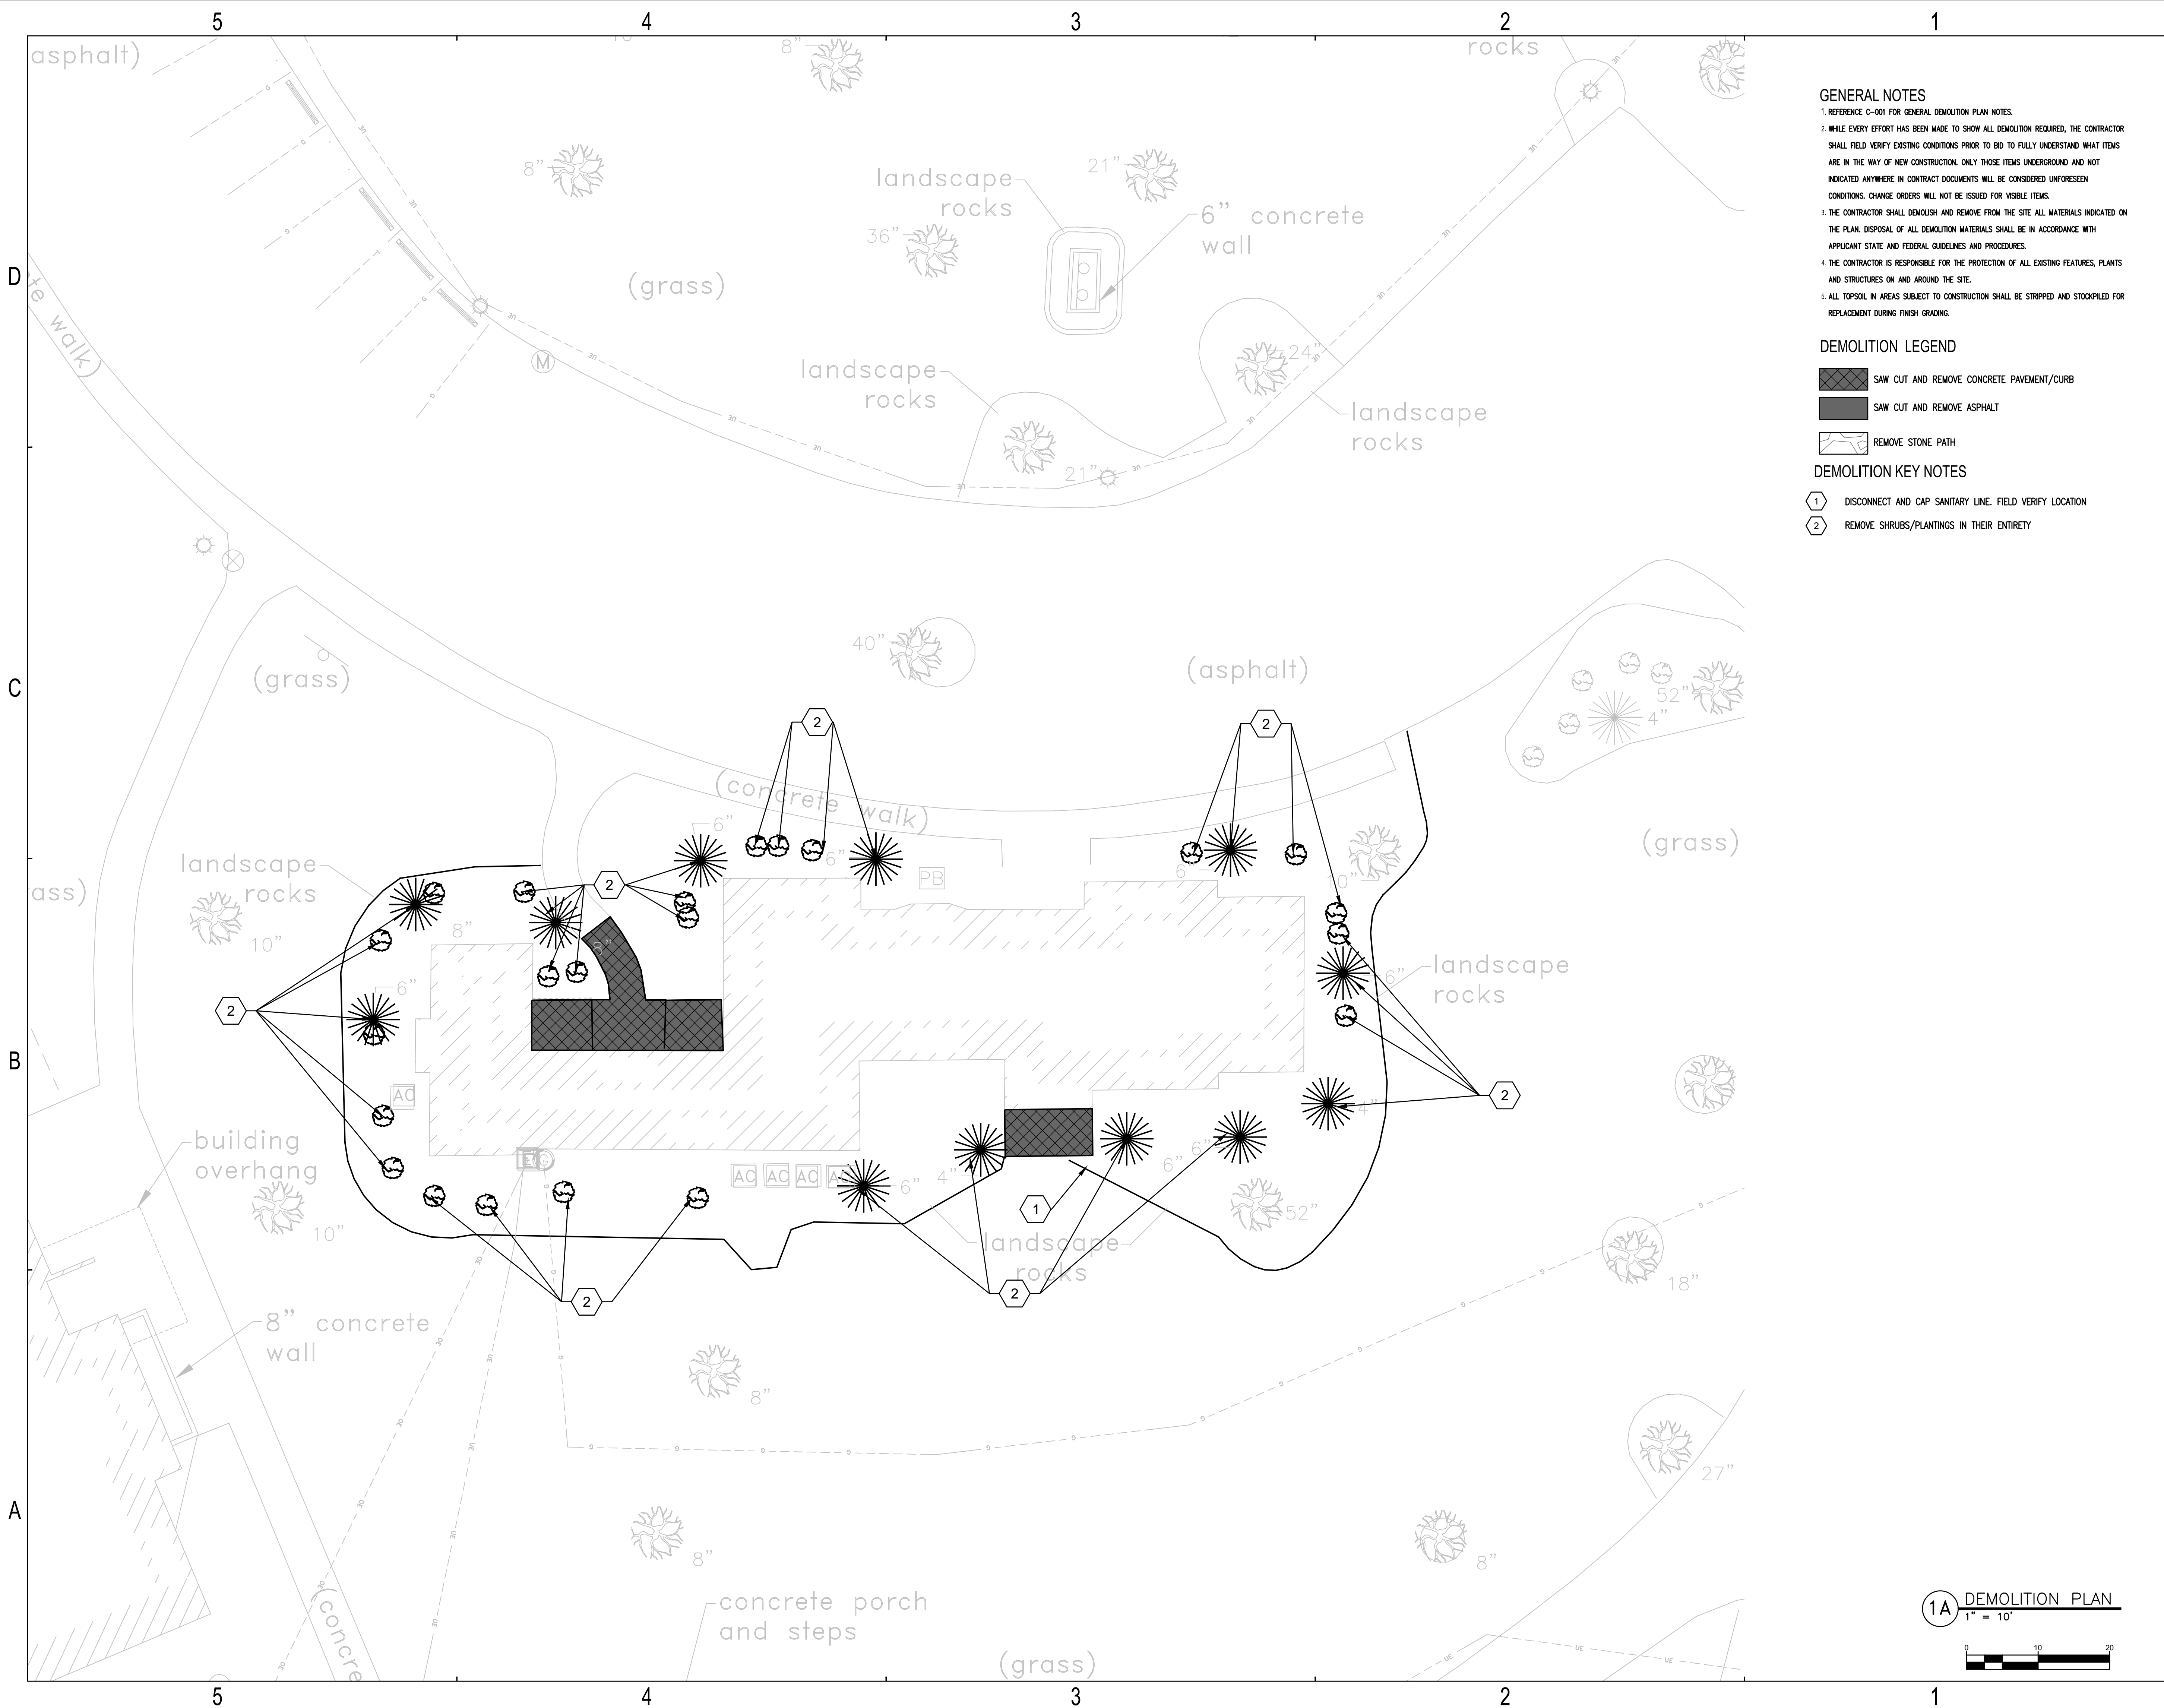 5 4 3 2 1
asphalt)
8”
rocks
8”
landscape
rocks
21”
36”
6” concrete
wall
(grass)
D
te walk)
M
24”
landscape
rocks
landscape
rocks
21”
GENERAL NOTES
1. REFERENCE C-001 FOR GENERAL DEMOLITION PLAN NOTES.
2. WHILE EVERY EFFORT HAS BEEN MADE TO SHOW ALL DEMOLITION REQUIRED, THE CONTRACTOR
SHALL FIELD VERIFY EXISTING CONDITIONS PRIOR TO BID TO FULLY UNDERSTAND WHAT ITEMS
ARE IN THE WAY OF NEW CONSTRUCTION. ONLY THOSE ITEMS UNDERGROUND AND NOT
INDICATED ANYWHERE IN CONTRACT DOCUMENTS WILL BE CONSIDERED UNFORESEEN
CONDITIONS. CHANGE ORDERS WILL NOT BE ISSUED FOR VISIBLE ITEMS.
3. THE CONTRACTOR SHALL DEMOLISH AND REMOVE FROM THE SITE ALL MATERIALS INDICATED ON
THE PLAN. DISPOSAL OF ALL DEMOLITION MATERIALS SHALL BE IN ACCORDANCE WITH
APPLICANT STATE AND FEDERAL GUIDELINES AND PROCEDURES.
4. THE CONTRACTOR IS RESPONSIBLE FOR THE PROTECTION OF ALL EXISTING FEATURES, PLANTS
AND STRUCTURES ON AND AROUND THE SITE.
5. ALL TOPSOIL IN AREAS SUBJECT TO CONSTRUCTION SHALL BE STRIPPED AND STOCKPILED FOR
REPLACEMENT DURING FINISH GRADING.
DEMOLITION LEGEND
SAW CUT AND REMOVE CONCRETE PAVEMENT/CURB
SAW CUT AND REMOVE ASPHALT
REMOVE STONE PATH
DEMOLITION KEY NOTES
1 DISCONNECT AND CAP SANITARY LINE. FIELD VERIFY LOCATION
2 REMOVE SHRUBS/PLANTINGS IN THEIR ENTIRETY
40”
(asphalt)
(grass)
C
52”
4”
2
2
(concrete walk)
6”
6”
6”
(grass)
landscape
rocks
ass)
10”
8”
2
8”
PB
10”
6”
landscape
rocks
6”
2
B
AC
2
4”
building
overhang
10”
EG
AC AC AC AC
6”
4”
6”
6”
1
52”
landscape
rocks
2
2
18”
8” concrete
wall
8”
27”
A
8”
8”
concrete porch
and steps
(concre
(grass)
UE UE UE
1A DEMOLITION PLAN
1” = 10'
0 10 20
5 4 3 2 1